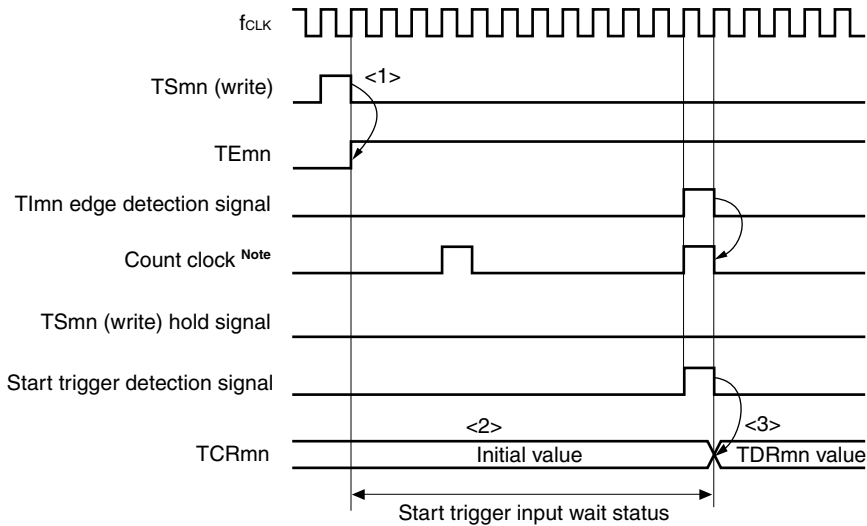 fCLK
TSmn (write)
<1>
TEmn
TImn edge detection signal
Count clock Note
TSmn (write) hold signal
Start trigger detection signal
<2>
<3>
TCRmn
Initial value
TDRmn value
Start trigger input wait status